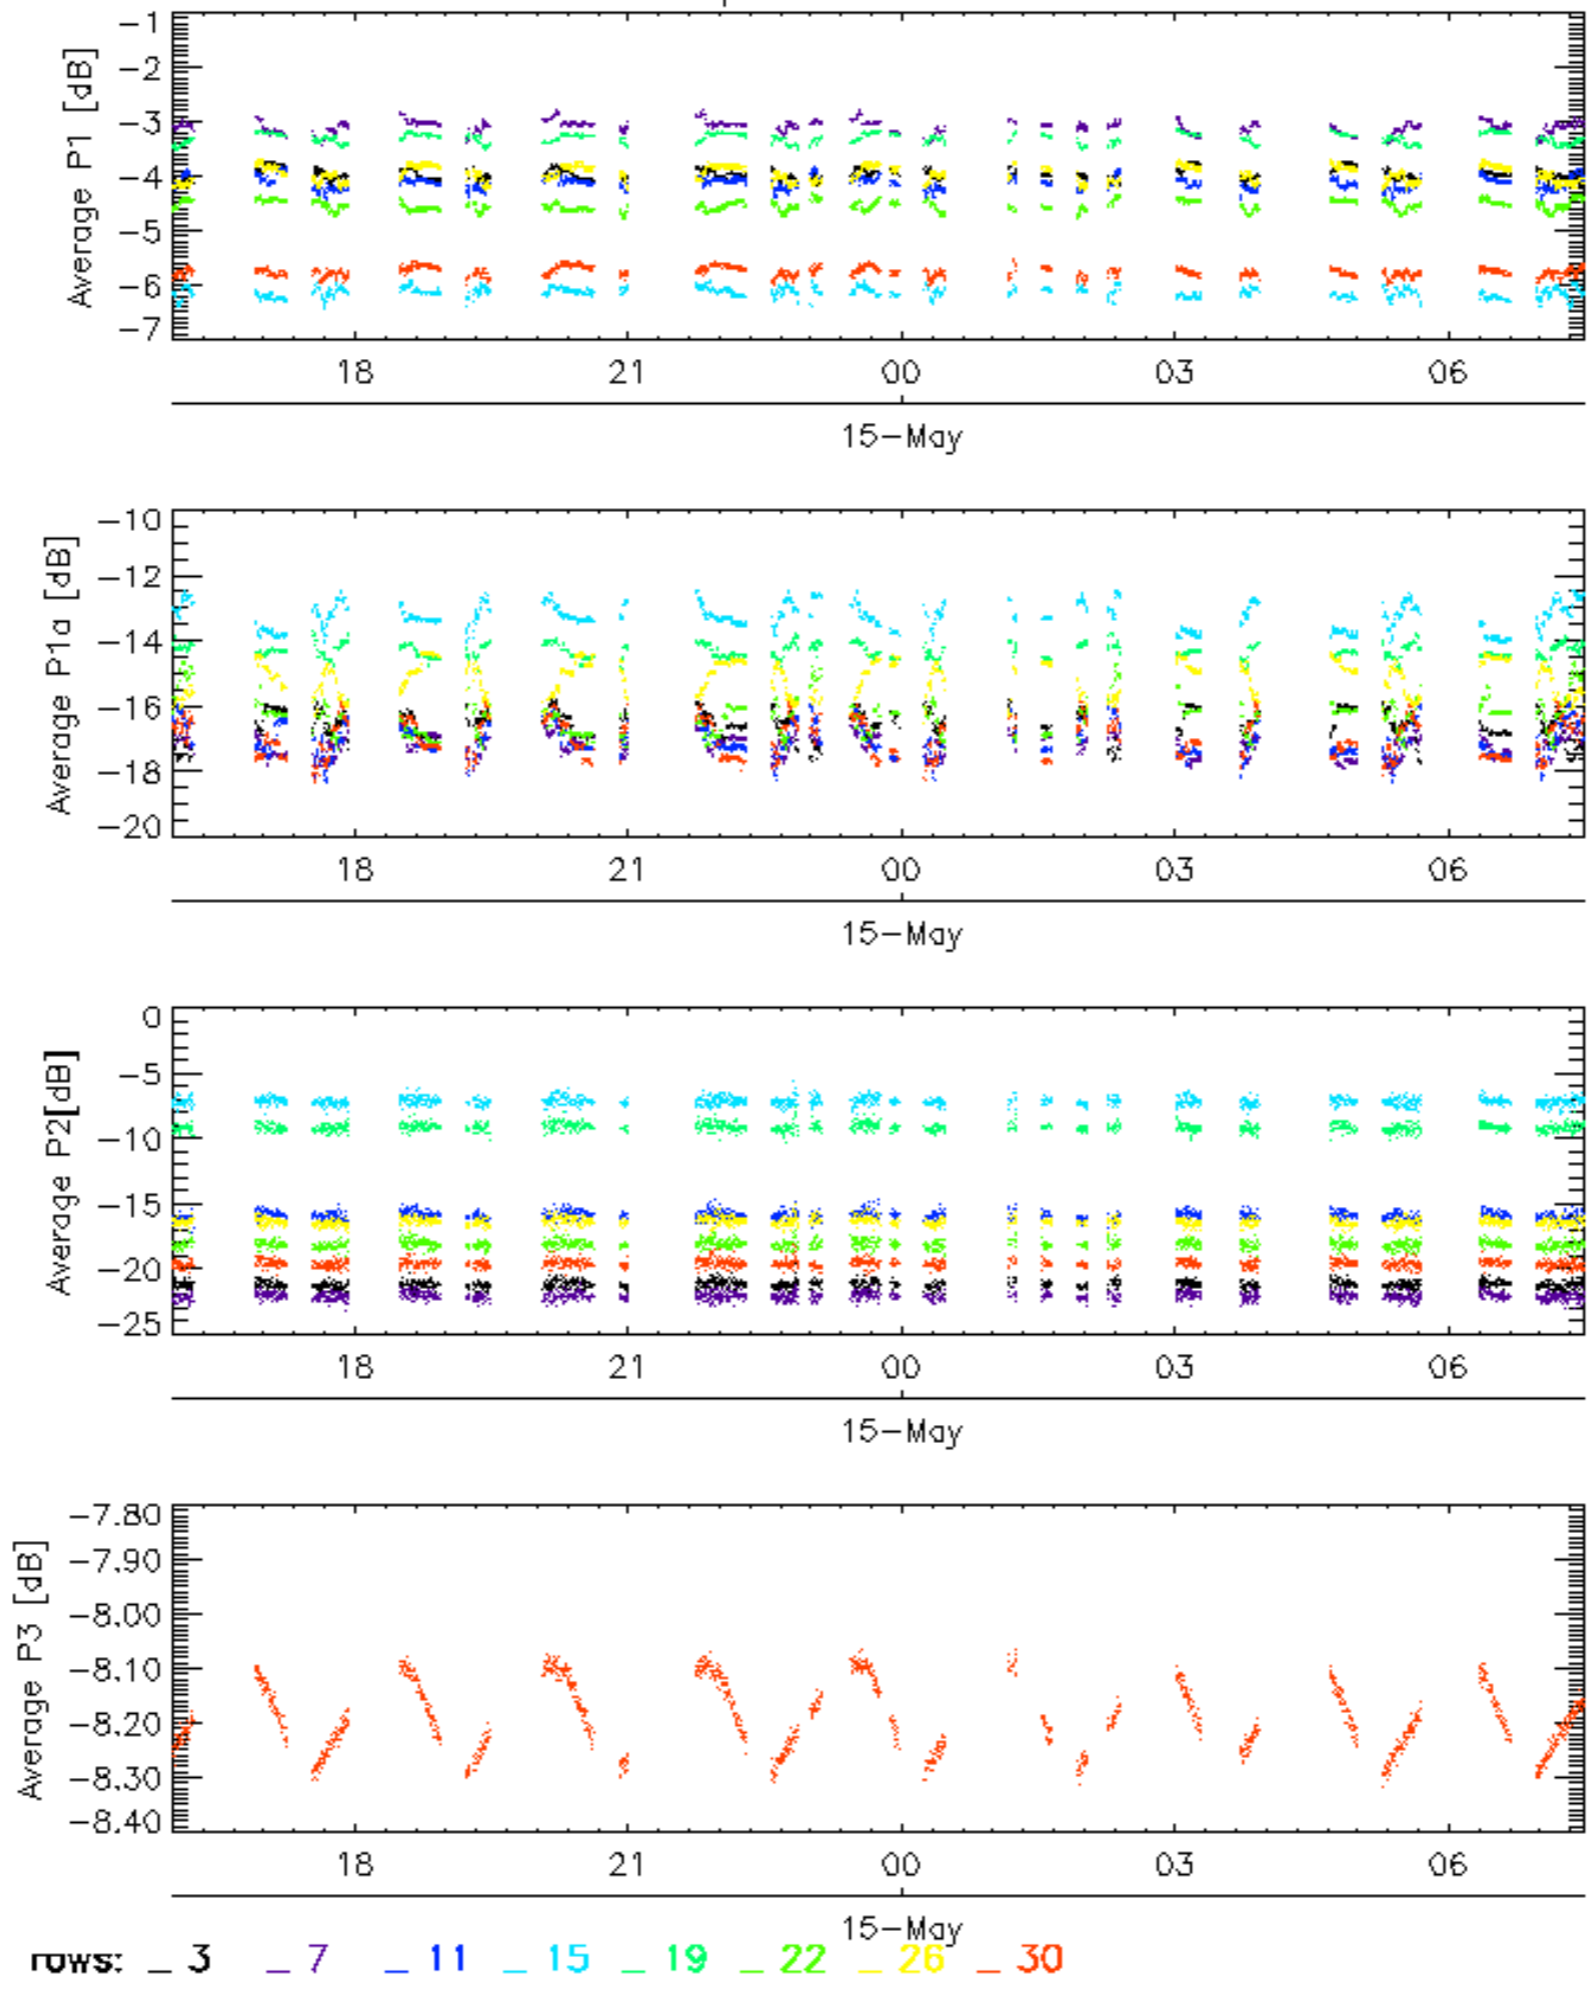 Average P1 [dB]
-1
-2
-3
-4
-5
-6
-7
18 21 00 03 06
15-May
Average P1a [dB]
-10
-12
-14
-16
-18
-20
18 21 00 03 06
15-May
Average P2[dB]
0
-5
-10
-15
-20
-25
18 21 00 03 06
15-May
Average P3 [dB]
-7.80
-7.90
-8.00
-8.10
-8.20
-8.30
-8.40
18 21 00 03 06
15-May
rows: _ 3 _ 7 _ 11 _ 15 _ 19 _ 22 _ 26 _ 30